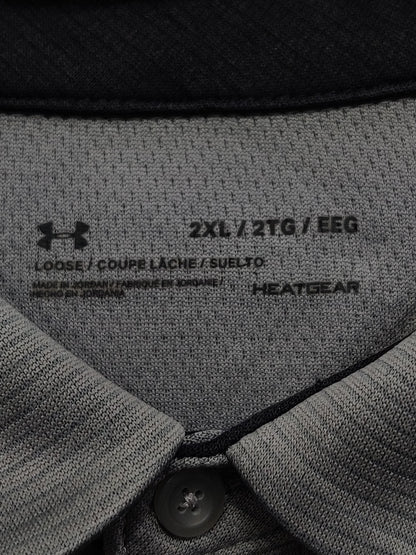 2XL / 2TG / EEG
LOOSE / COUPE LÂCHE / SUELTO
MADE IN JORDAN / FABRIQUÉ EN JORDANIE /
HECHO EN JORDANIA
HEATGEAR